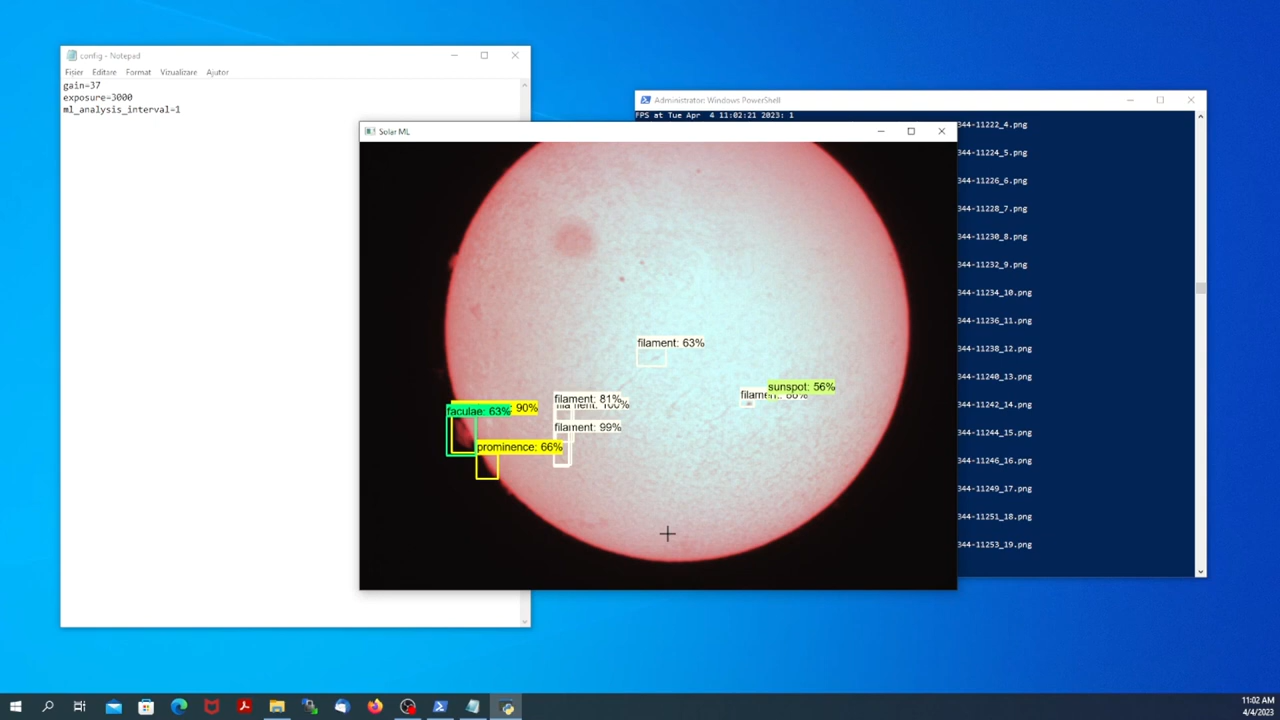 config - Notepad
Fișier Editare Format Vizualizare Ajutor
gain=37
exposure=3000
ml_analysis_interval=1
Administrator: Windows PowerShell
FPS at Tue Apr  4 11:02:21 2023: 1
344-11222_4.png
344-11224_5.png
344-11226_6.png
344-11228_7.png
344-11230_8.png
344-11232_9.png
344-11234_10.png
344-11236_11.png
344-11238_12.png
344-11240_13.png
344-11242_14.png
344-11244_15.png
344-11246_16.png
344-11249_17.png
344-11251_18.png
344-11253_19.png
Solar ML
filament: 63%
sunspot: 56%
filament: 81%
filament: 99%
faculae: 63%
90%
prominence: 66%
11:02 AM
4/4/2023